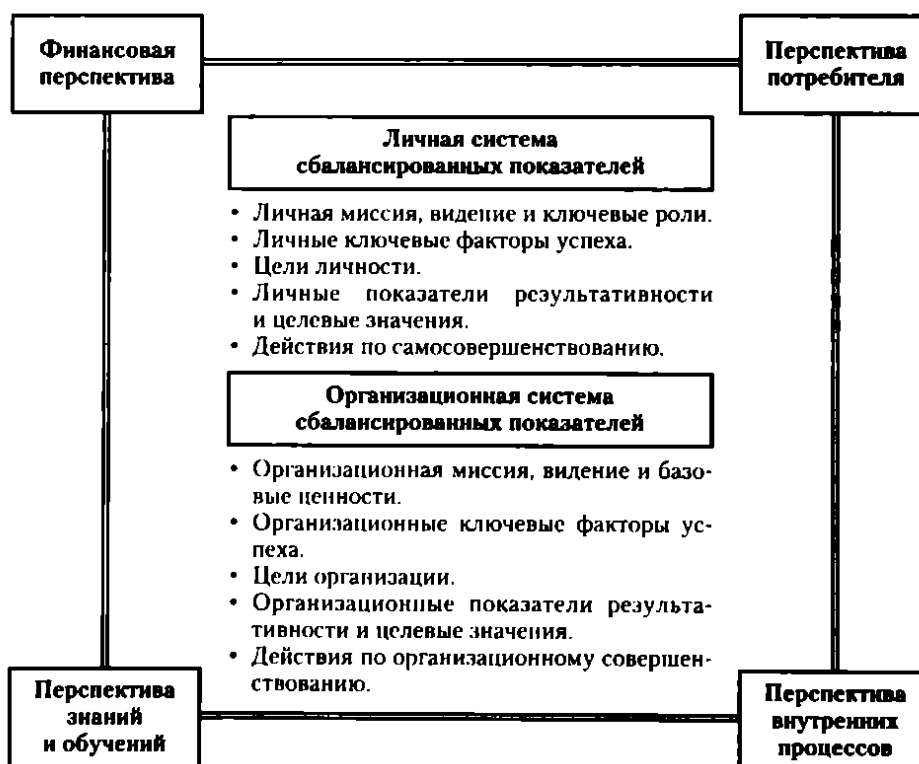 Финансовая
перспектива
Перспектива
потребителя
Личная система
сбалансированных показателей
• Личная миссия, видение и ключевые роли.
• Личные ключевые факторы успеха.
• Цели личности.
• Личные показатели результативности
и целевые значения.
• Действия по самосовершенствованию.
Организационная система
сбалансированных показателей
• Организационная миссия, видение и базо-
вые ценности.
• Организационные ключевые факторы ус-
пеха.
• Цели организации.
• Организационные показатели результа-
тивности и целевые значения.
• Действия по организационному совершен-
ствованию.
Перспектива
знаний
и обучений
Перспектива
внутренних
процессов